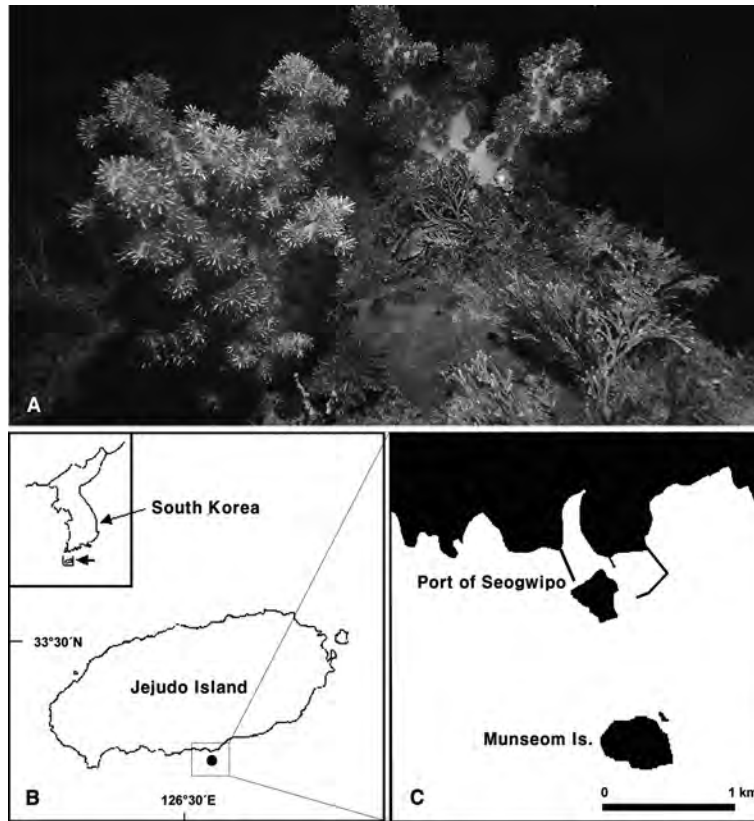 A
South Korea
33°30´N
Jejudo Island
B
126°30´E
Port of Seogwipo
Munseom Is.
C
0 1 km